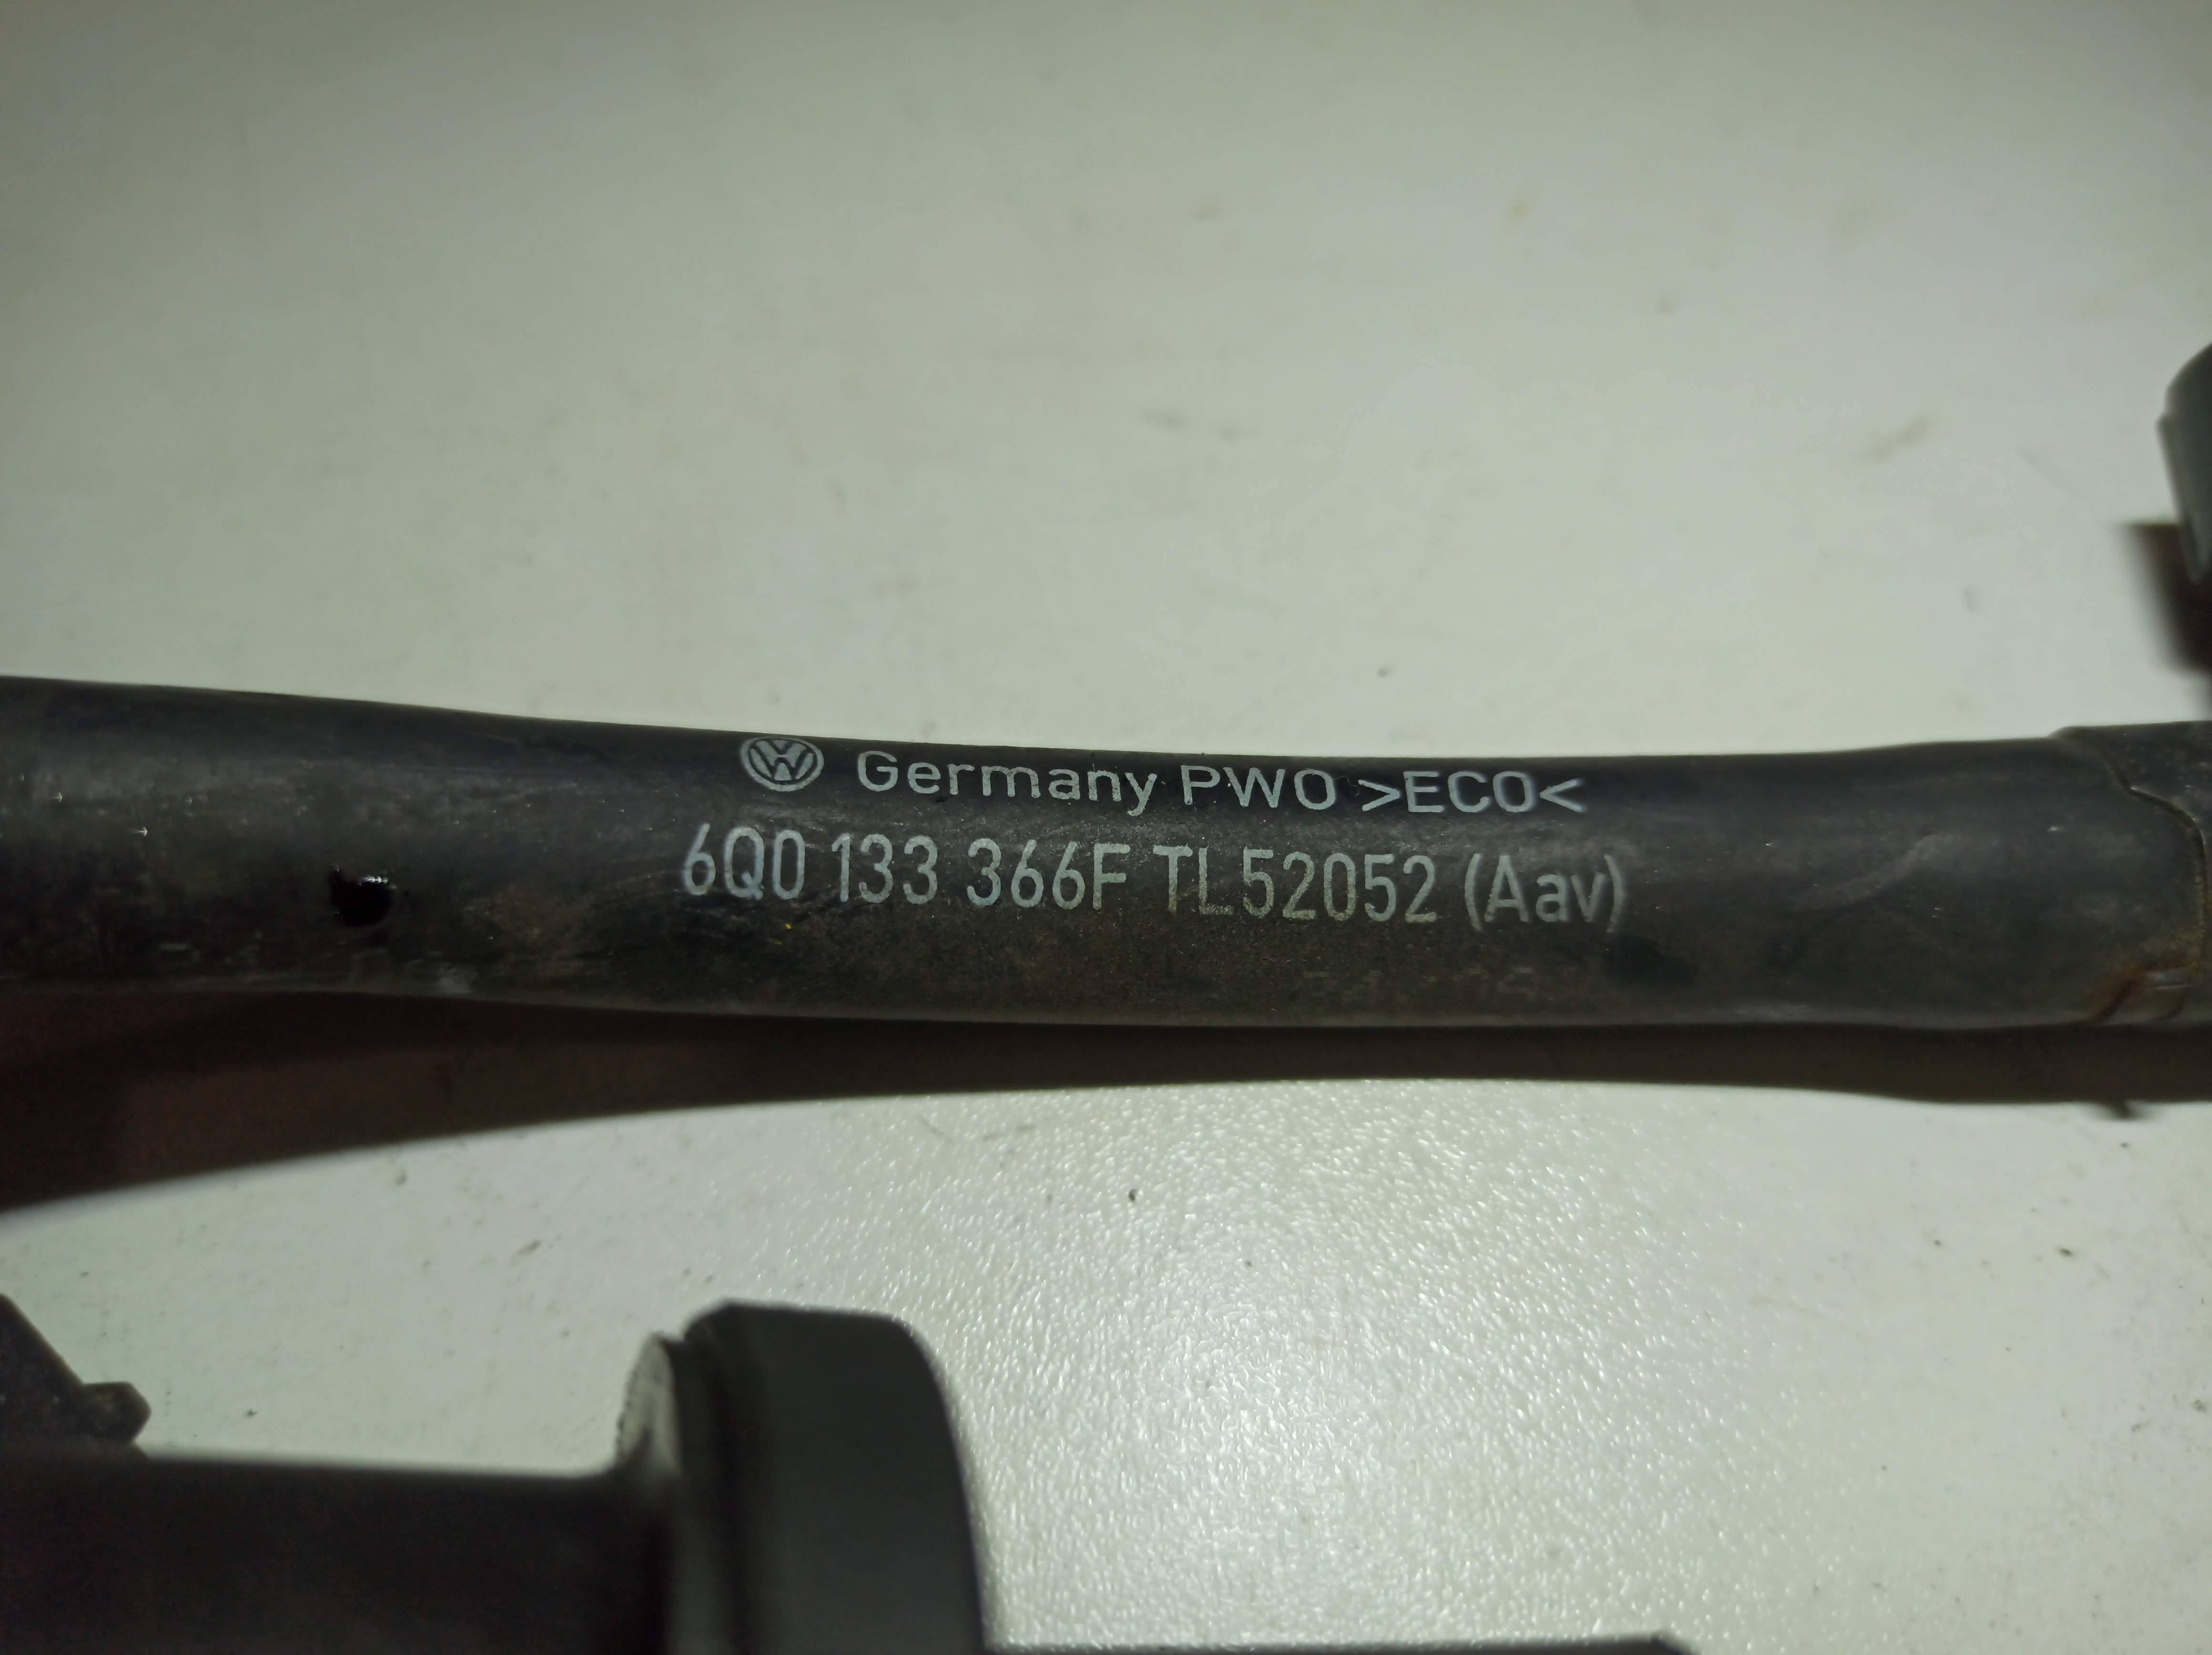 Germany PWO >ECO<
6Q0 133 366F TL52052 (Aav)